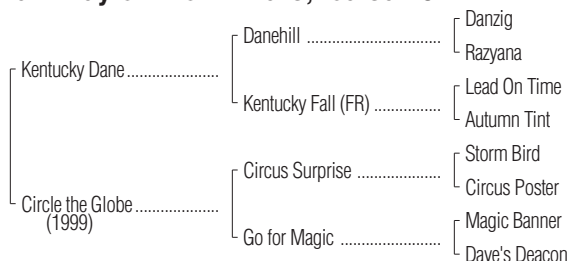 Danzig
Danehill
Razyana
Kentucky Dane
Lead On Time
Kentucky Fall (FR)
Autumn Tint
Storm Bird
Circus Surprise
Circus Poster
Circle the Globe
(1999)
Magic Banner
Go for Magic
Dave's Deacon